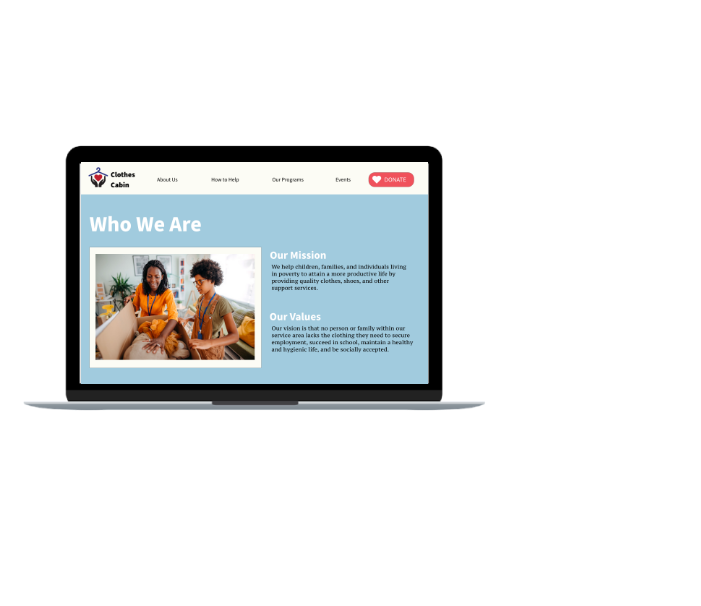 Clothes
Cabin
About Us
How to Help
Our Programs
Events
DONATE
Who We Are
Our Mission
We help children, families, and individuals living
in poverty to attain a more productive life by
providing quality clothes, shoes, and other
support services.
Our Values
Our vision is that no person or family within our
service area lacks the clothing they need to secure
employment, succeed in school, maintain a healthy
and hygienic life, and be socially accepted.